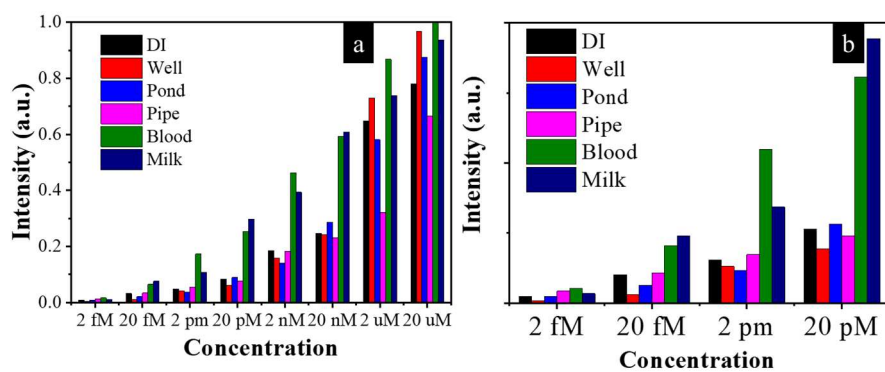 a
DI
Well
Pond
Pipe
Blood
Milk
Intensity (a.u.)
1.0
0.8
0.6
0.4
0.2
0.0
2 fM 20 fM 2 pm 20 pM 2 nM 20 nM 2 uM 20 uM
Concentration
b
DI
Well
Pond
Pipe
Blood
Milk
Intensity (a.u.)
2 fM 20 fM 2 pm 20 pM
Concentration